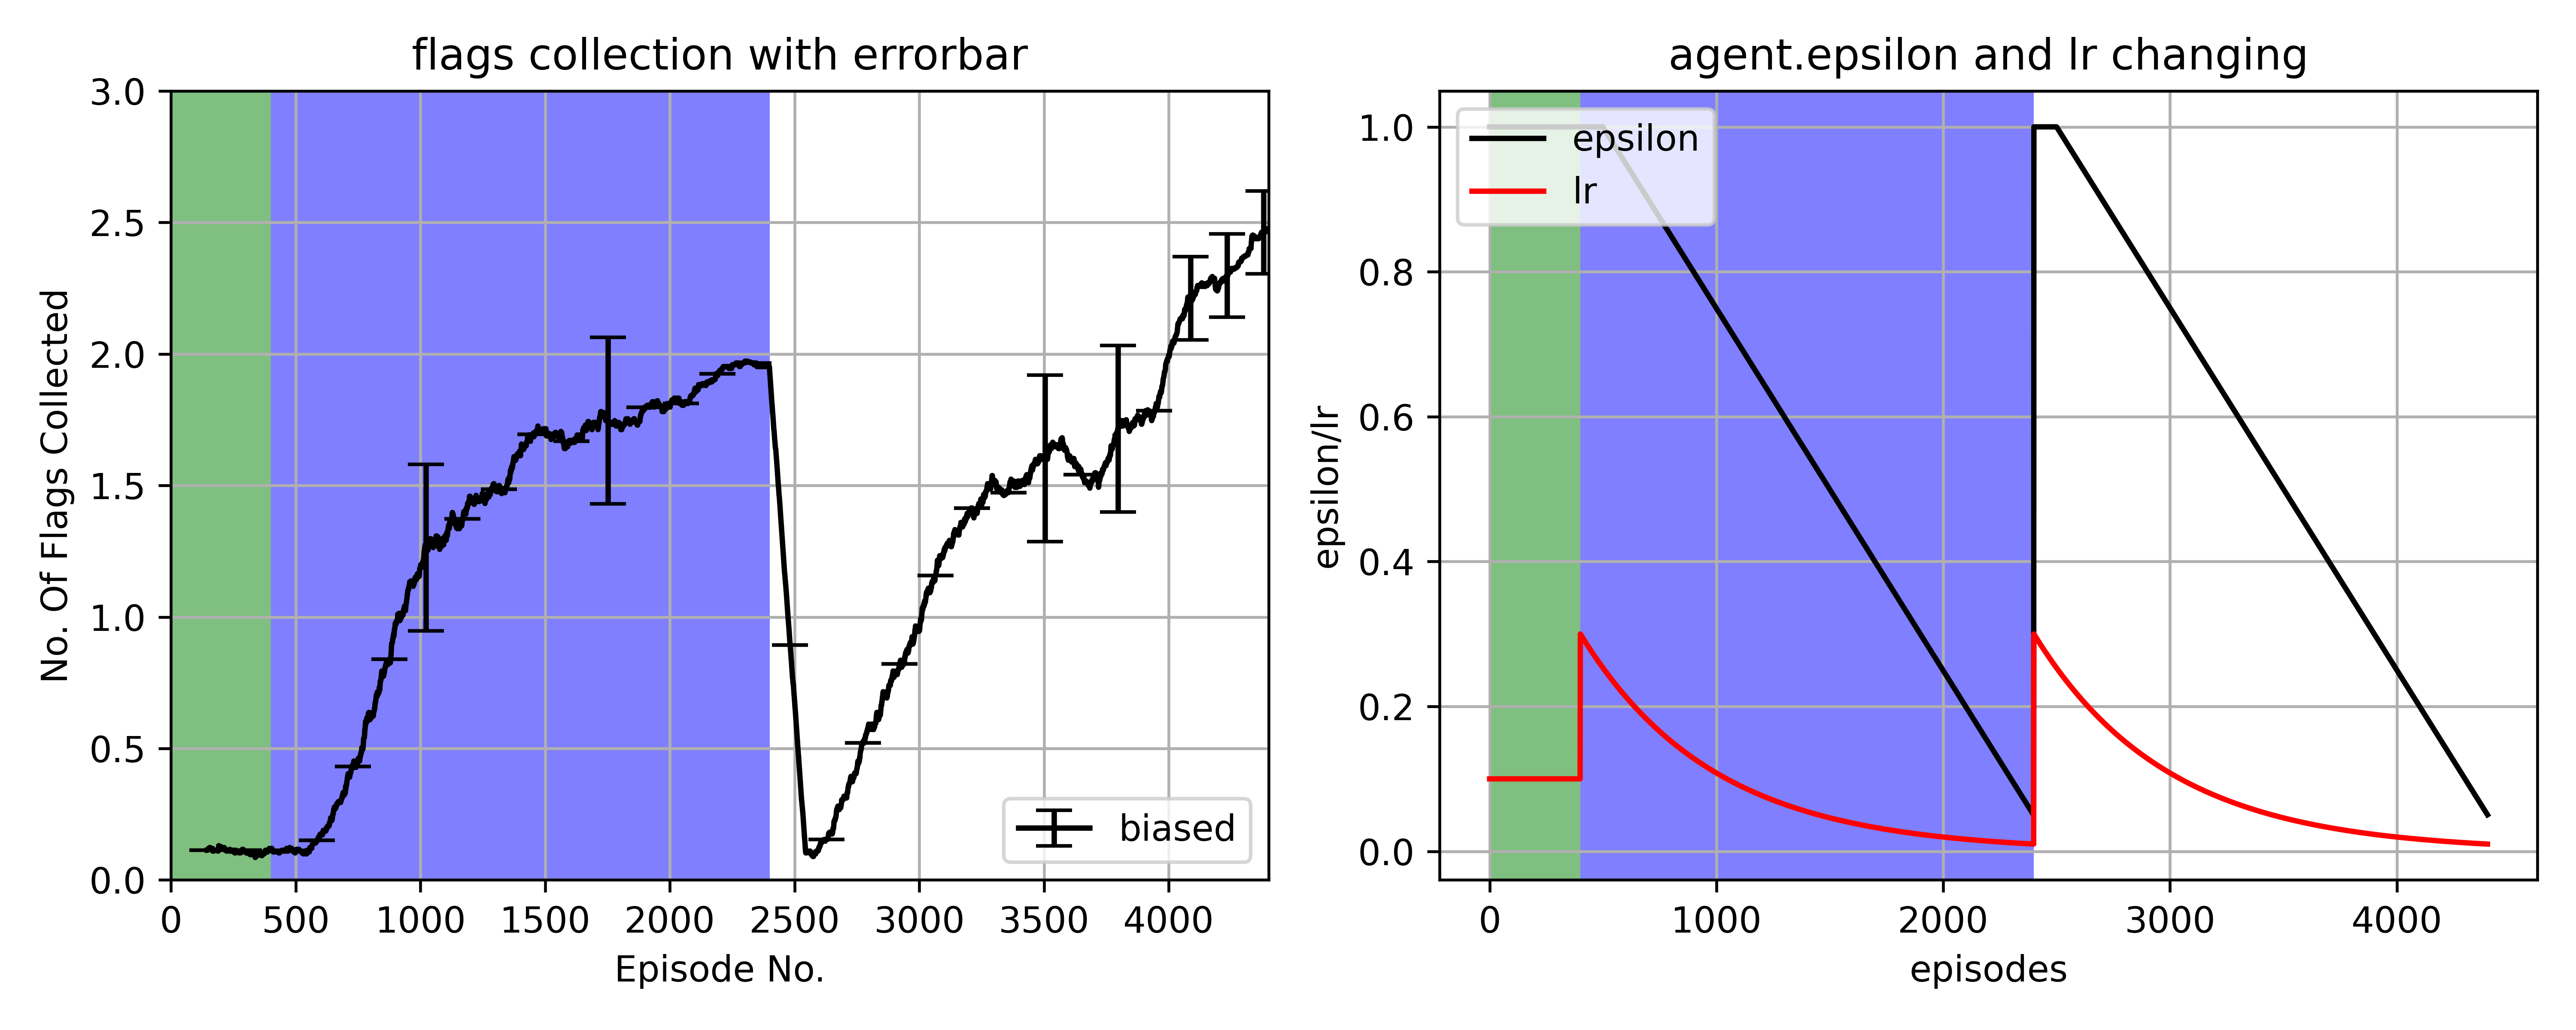 flags collection with errorbar
3.0
2.5
2.0
1.5
1.0
0.5
0.0
No. Of Flags Collected
biased
0 500 1000 1500 2000 2500 3000 3500 4000
Episode No.
agent.epsilon and lr changing
1.0
0.8
0.6
0.4
0.2
0.0
epsilon/lr
epsilon
lr
0 1000 2000 3000 4000
episodes